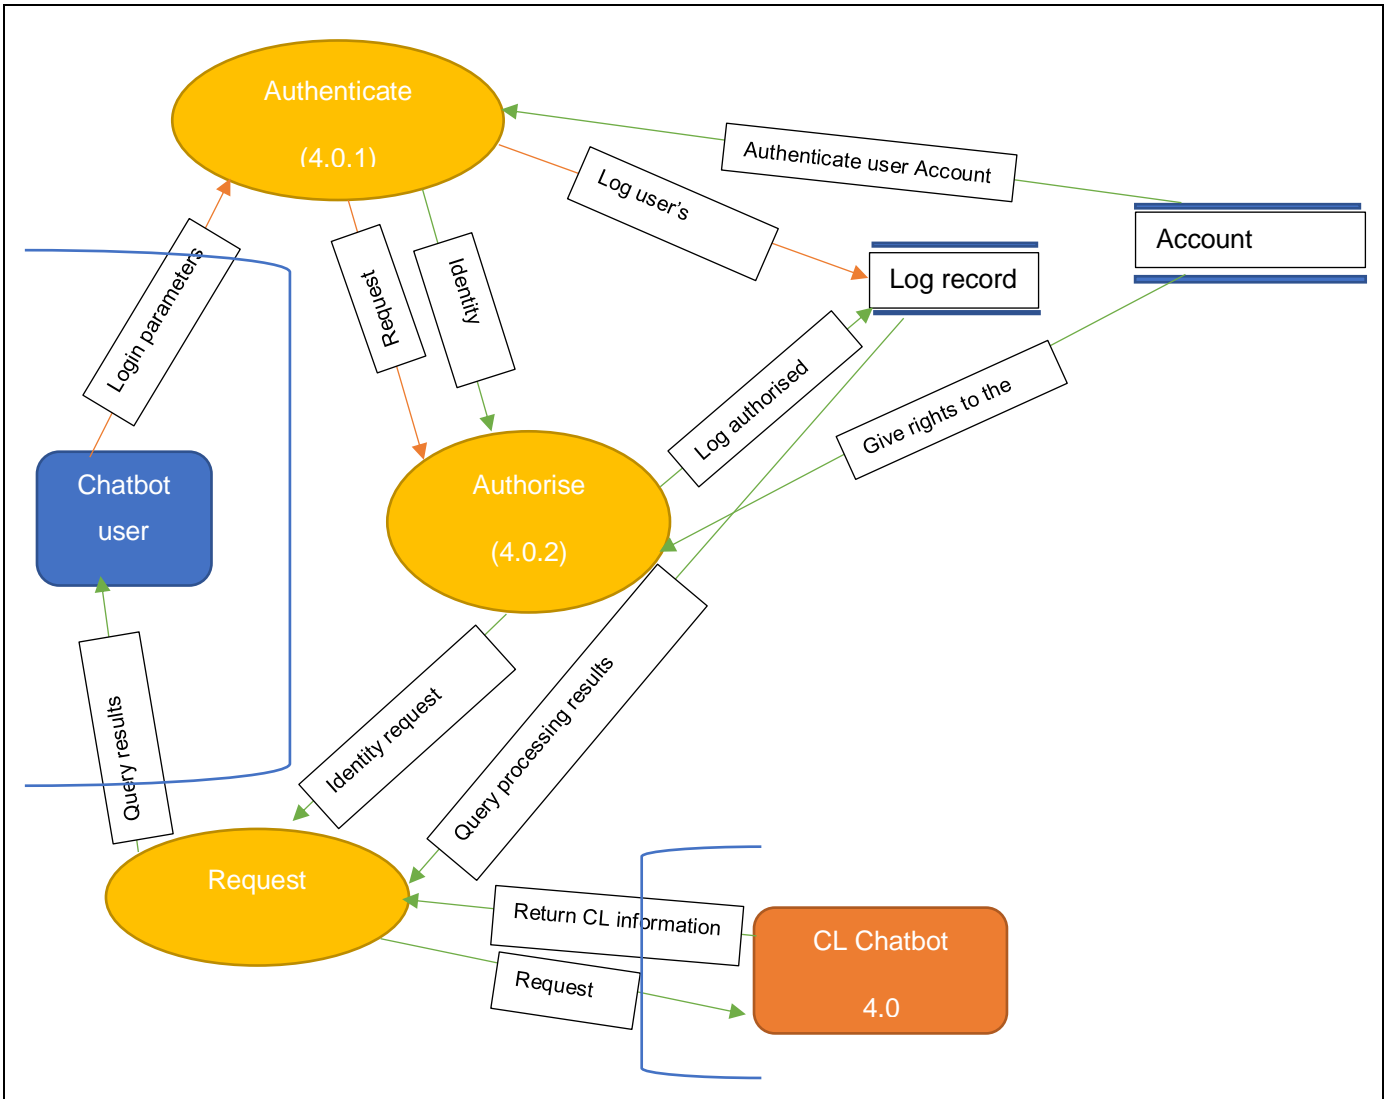 Authenticate
(4.0.1)
Authenticate user Account
Log user's
Account
Log record
Login parameters
Request
Identity
Log authorised
Give rights to the
Chatbot
user
Authorise
(4.0.2)
Query results
Identity request
Query processing results
Request
Return CL information
Request
CL Chatbot
4.0